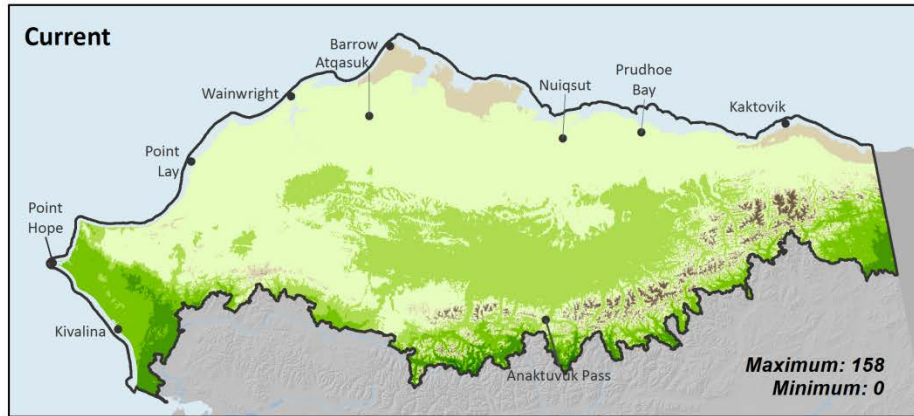 Current
Barrow
Atqasuk
Wainwright
Nuiqsut
Prudhoe
Bay
Kaktovik
Point
Lay
Point
Hope
Kivalina
Anaktuvuk Pass
Maximum: 158
Minimum: 0